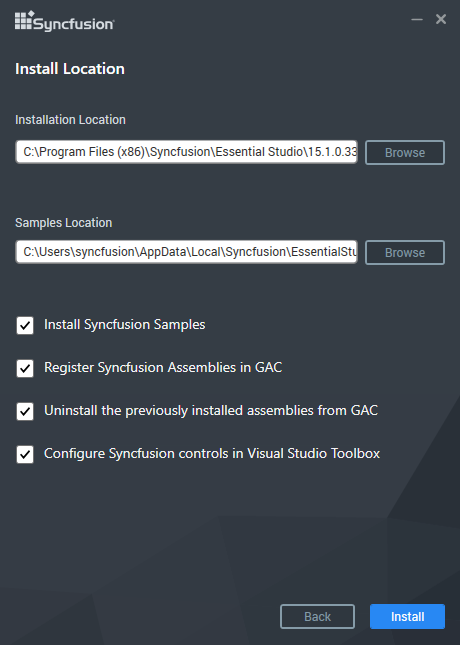 Syncfusion
Install Location
Installation Location
C:\Program Files (x86)\Syncfusion\Essential Studio\15.1.0.33
Browse
Samples Location
C:\Users\syncfusion\AppData\Local\Syncfusion\EssentialStu
Browse
Install Syncfusion Samples
Register Syncfusion Assemblies in GAC
Uninstall the previously installed assemblies from GAC
Configure Syncfusion controls in Visual Studio Toolbox
Back
Install